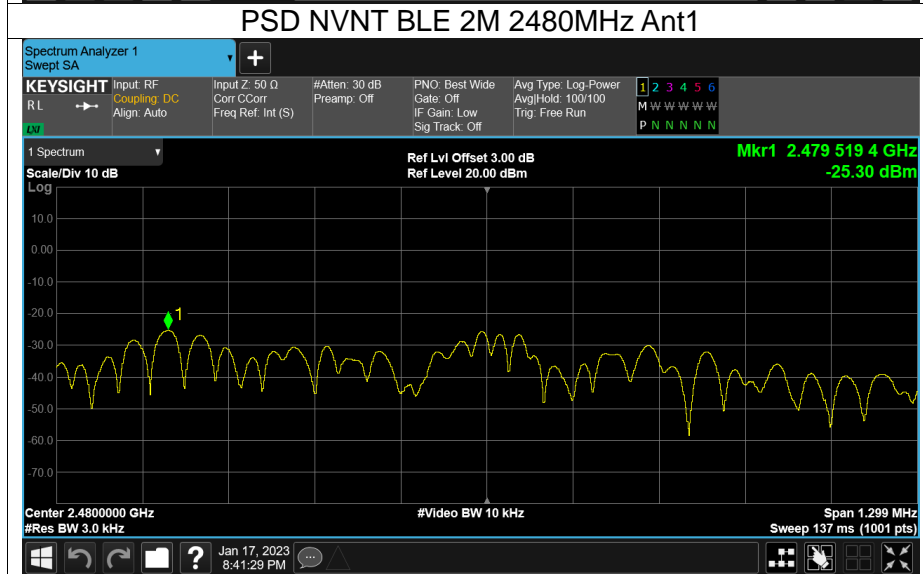 PSD NVNT BLE 2M 2480MHz Ant1
Spectrum Analyzer 1
Swept SA
KEYSIGHT
R L
LXI
Input: RF
Coupling: DC
Align: Auto
Input Z: 50 Ω
Corr CCorr
Freq Ref: Int (S)
#Atten: 30 dB
Preamp: Off
PNO: Best Wide
Gate: Off
IF Gain: Low
Sig Track: Off
Avg Type: Log-Power
Avg|Hold: 100/100
Trig: Free Run
1 2 3 4 5 6
M W W W W W
P N N N N N
1 Spectrum
Scale/Div 10 dB
Ref Lvl Offset 3.00 dB
Ref Level 20.00 dBm
Mkr1 2.479 519 4 GHz
-25.30 dBm
Log
10.0
0.00
-10.0
-20.0
-30.0
-40.0
-50.0
-60.0
-70.0
1
Center 2.4800000 GHz
#Res BW 3.0 kHz
#Video BW 10 kHz
Span 1.299 MHz
Sweep 137 ms (1001 pts)
?
Jan 17, 2023
8:41:29 PM